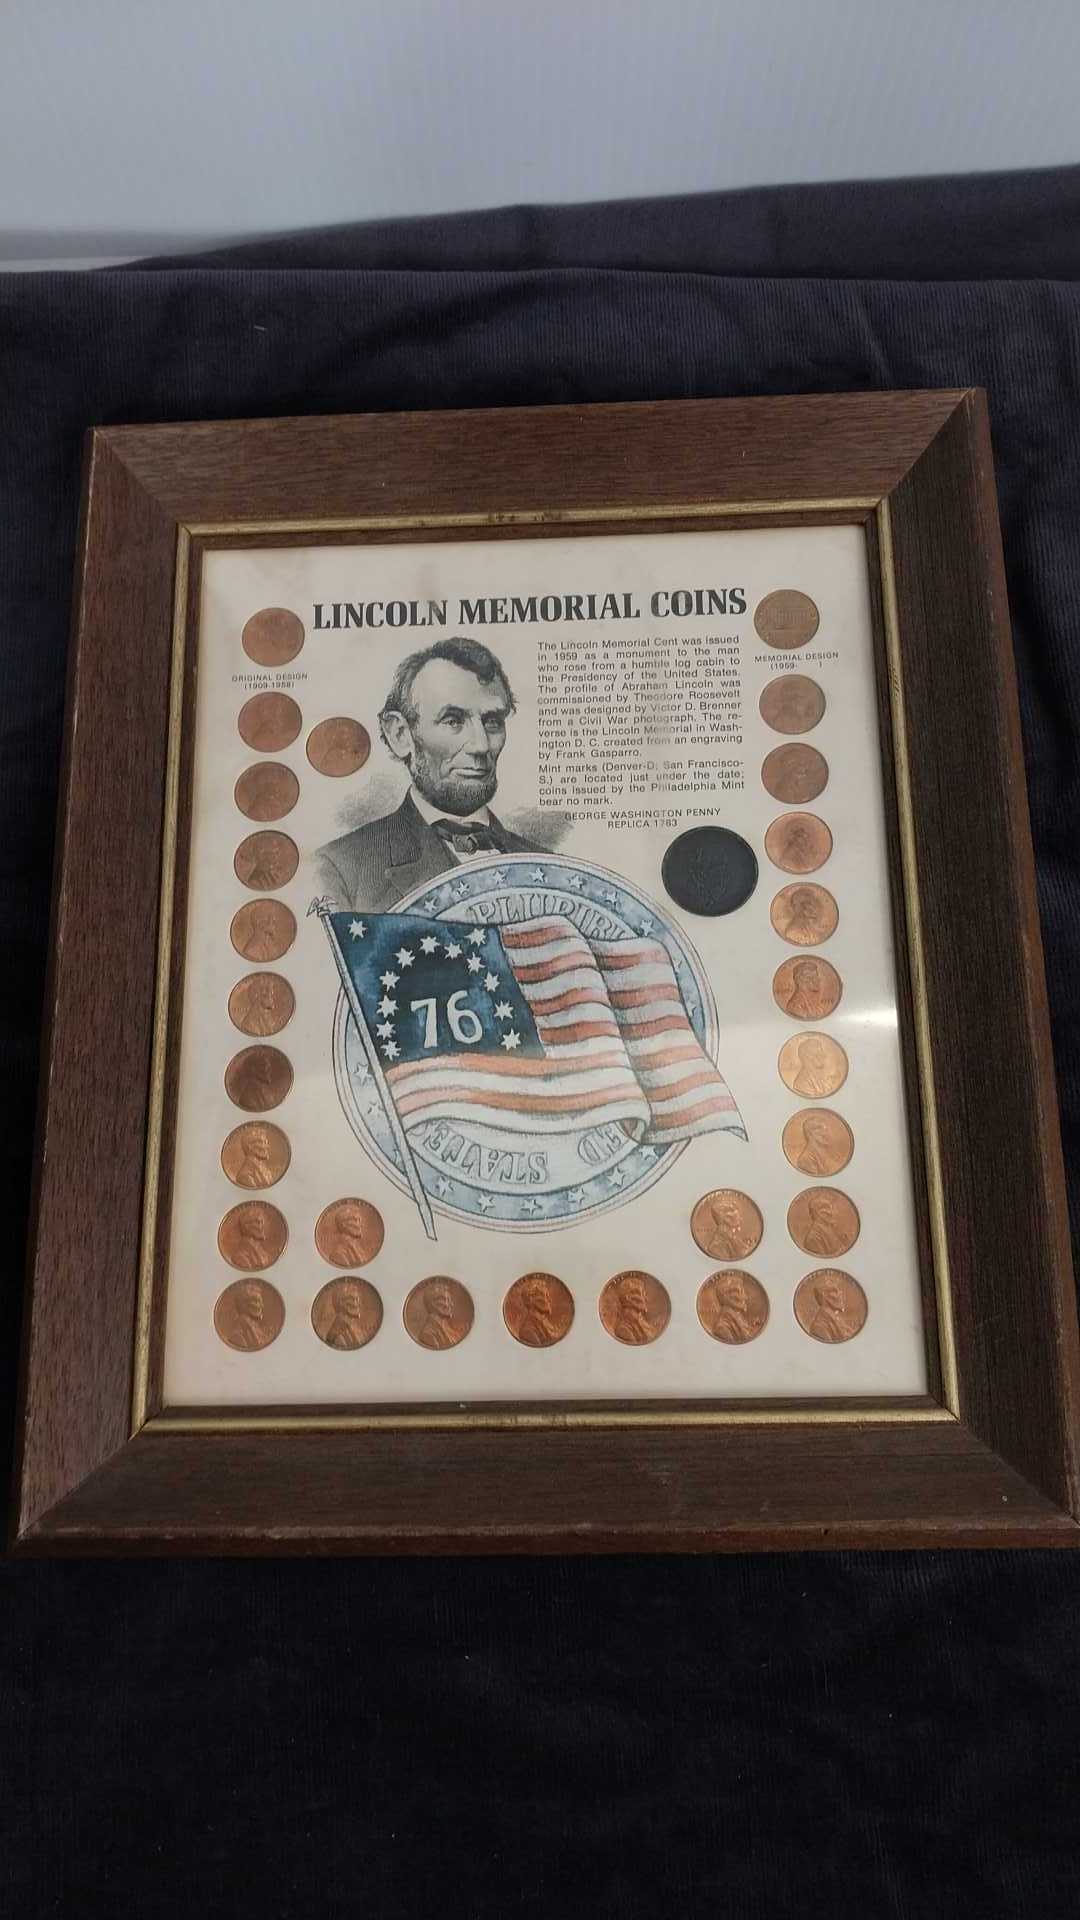 LINCOLN MEMORIAL COINS
The Lincoln Memorial Cent was issued
in 1959 as a monument to the man
who rose from a humble log cabin to
the Presidency of the United States.
The profile of Abraham Lincoln was
commissioned by Theodore Roosevelt
and was designed by Victor D. Brenner
from a Civil War photograph. The re-
verse is the Lincoln Memorial in Wash-
ington D. C. created from an engraving
by Frank Gasparro.
Mint marks (Denver-D; San Francisco-
S.) are located just under the date;
coins issued by the Philadelphia Mint
bear no mark.
ORIGINAL DESIGN
(1909-1958)
MEMORIAL DESIGN
(1959- )
GEORGE WASHINGTON PENNY
REPLICA 1783
PLURIBU
76
ED STATE